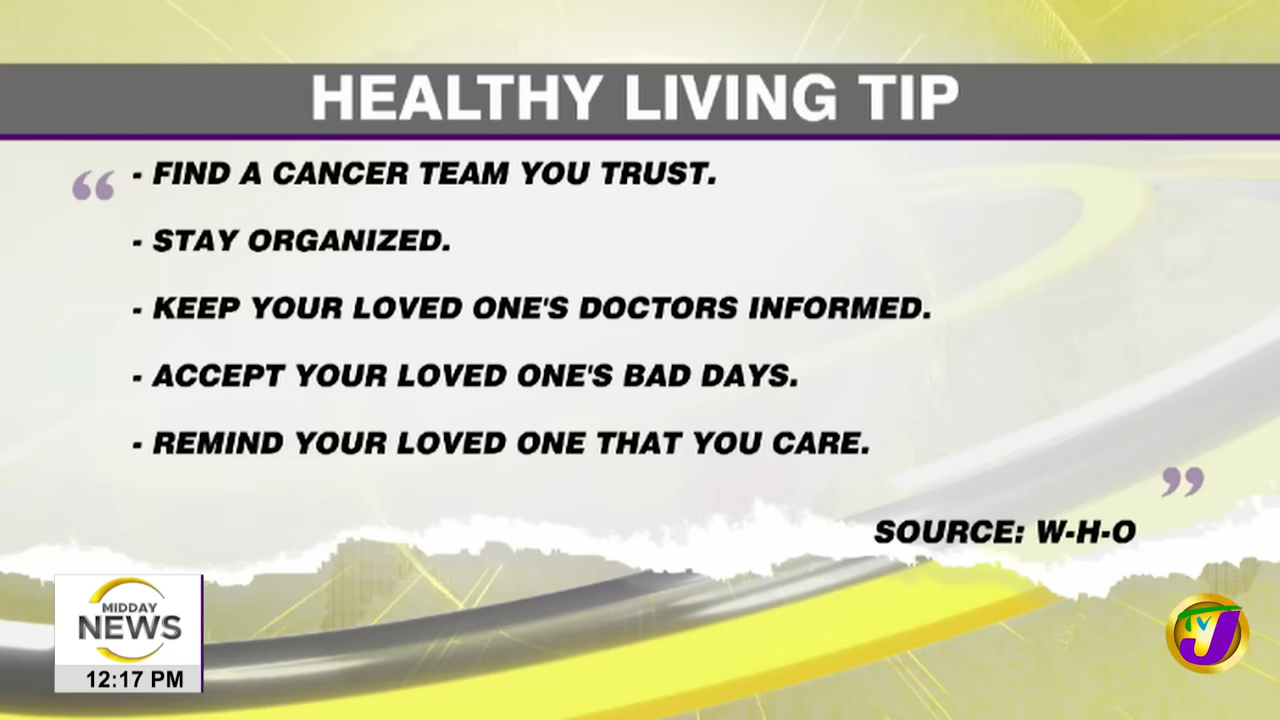 HEALTHY LIVING TIP
“ - FIND A CANCER TEAM YOU TRUST.
- STAY ORGANIZED.
- KEEP YOUR LOVED ONE'S DOCTORS INFORMED.
- ACCEPT YOUR LOVED ONE'S BAD DAYS.
- REMIND YOUR LOVED ONE THAT YOU CARE.
”
SOURCE: W-H-O
MIDDAY
NEWS
12:17 PM
TVJ